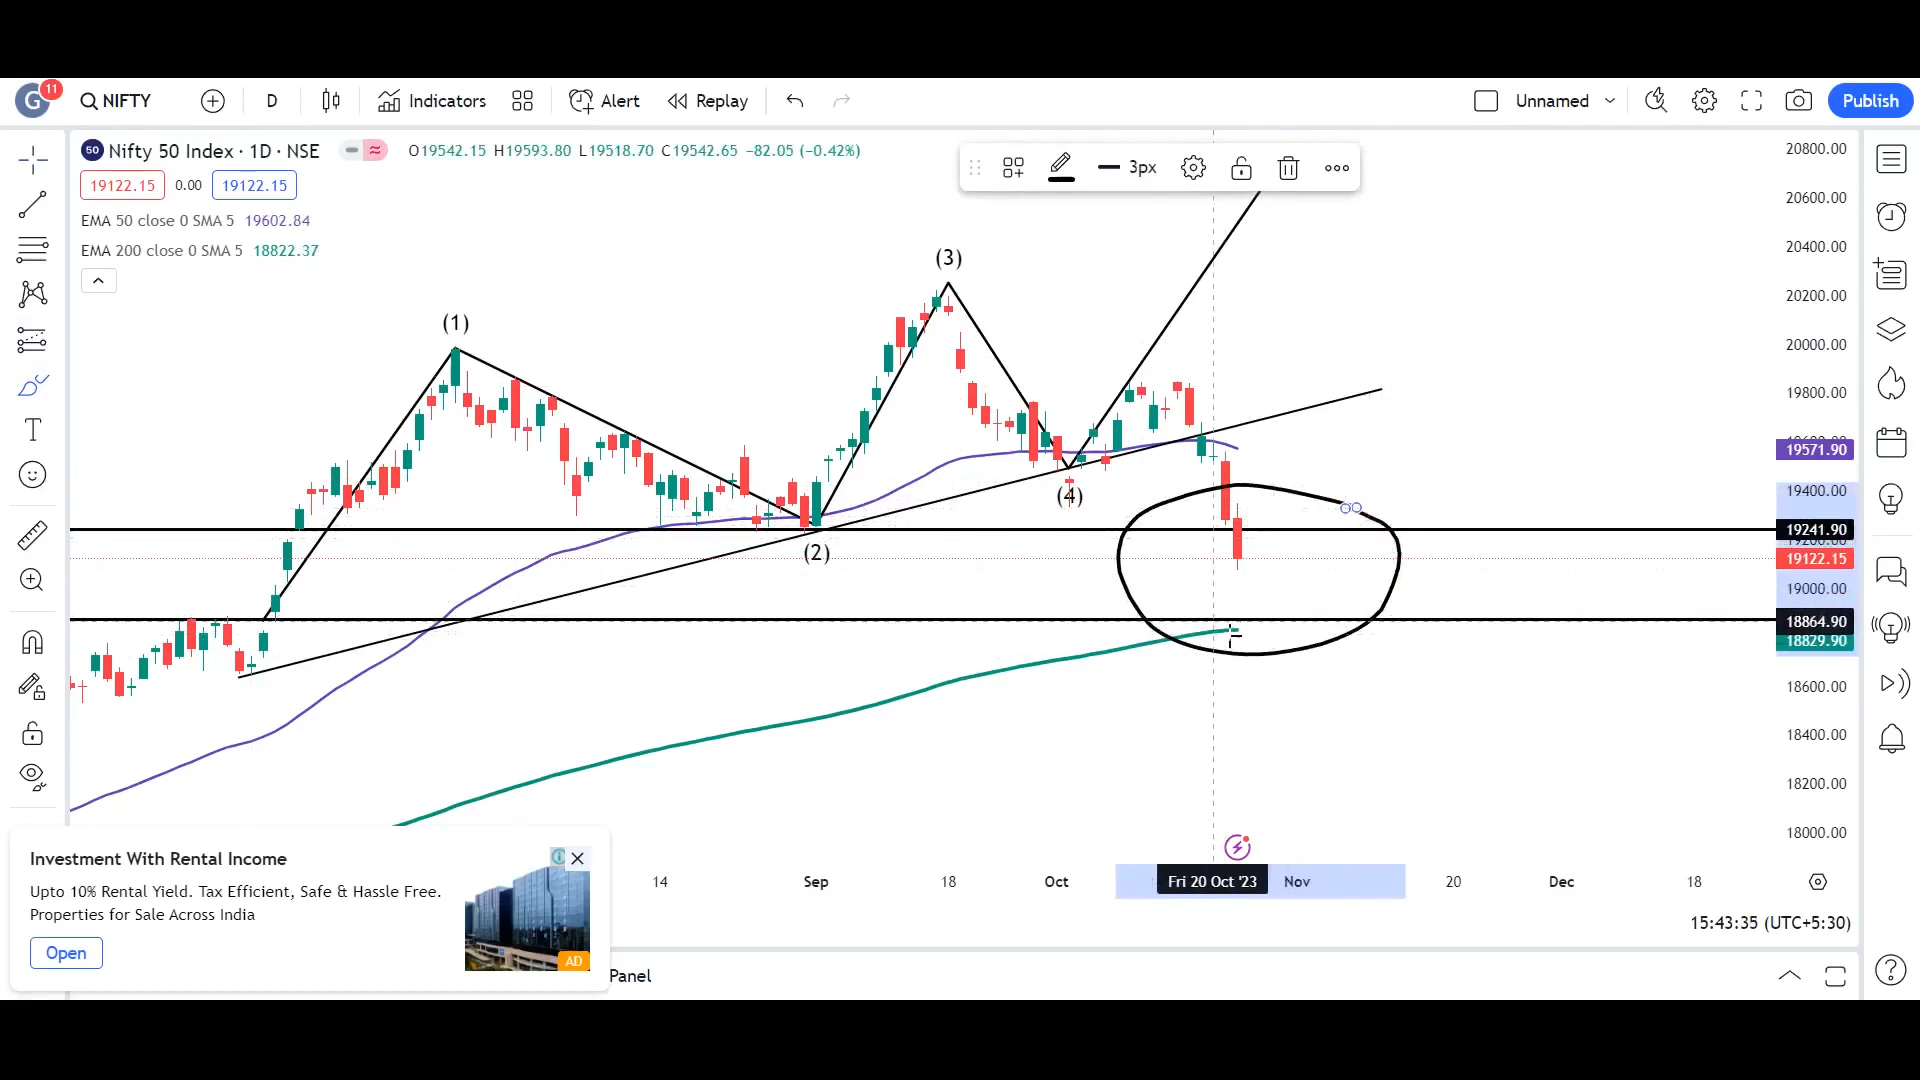 G 11 NIFTY D Indicators Alert Replay Unnamed Publish
50 Nifty 50 Index · 1D · NSE O19542.15 H19593.80 L19518.70 C19542.65 −82.05 (−0.42%)
3px
19122.15 0.00 19122.15
EMA 50 close 0 SMA 5 19602.84
EMA 200 close 0 SMA 5 18822.37
(1)
(2)
(3)
(4)
20800.00
20600.00
20400.00
20200.00
20000.00
19800.00
19571.90
19400.00
19241.90
19200.00
19122.15
19000.00
18864.90
18829.90
18600.00
18400.00
18200.00
18000.00
14 Sep 18 Oct Fri 20 Oct '23 Nov 20 Dec 18
15:43:35 (UTC+5:30)
Investment With Rental Income
Upto 10% Rental Yield. Tax Efficient, Safe & Hassle Free.
Properties for Sale Across India
Open
AD
Panel